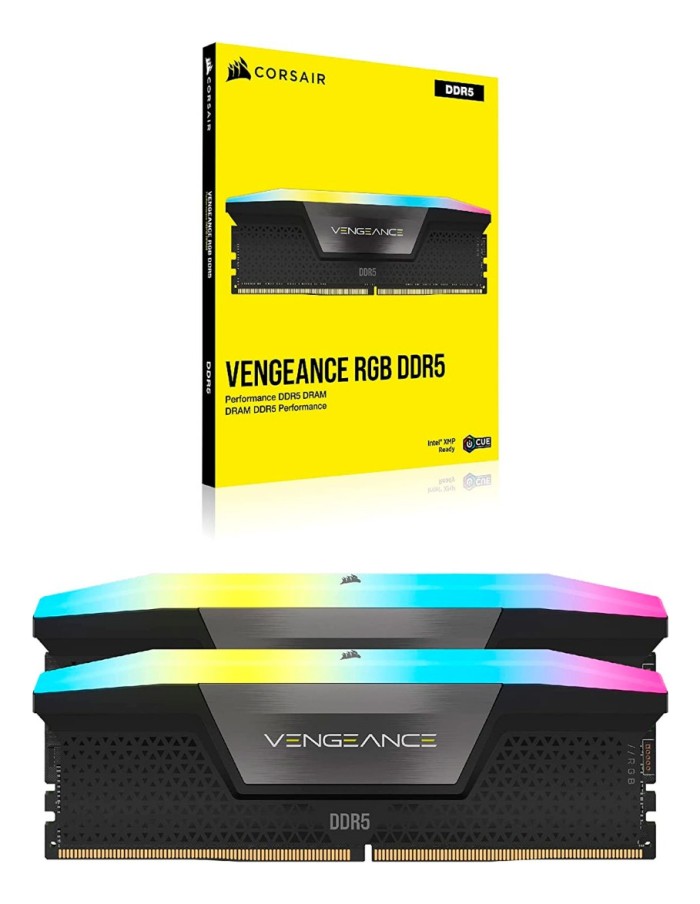 CORSAIR
DDR5
CORSAIR
VENGEANCE RGB DDR5
DDR5
VENGEANCE
DDR5
VENGEANCE RGB DDR5
Performance DDR5 DRAM
DRAM DDR5 Performance
Intel® XMP
Ready
CUE
VENGEANCE
//RGB
DDR5